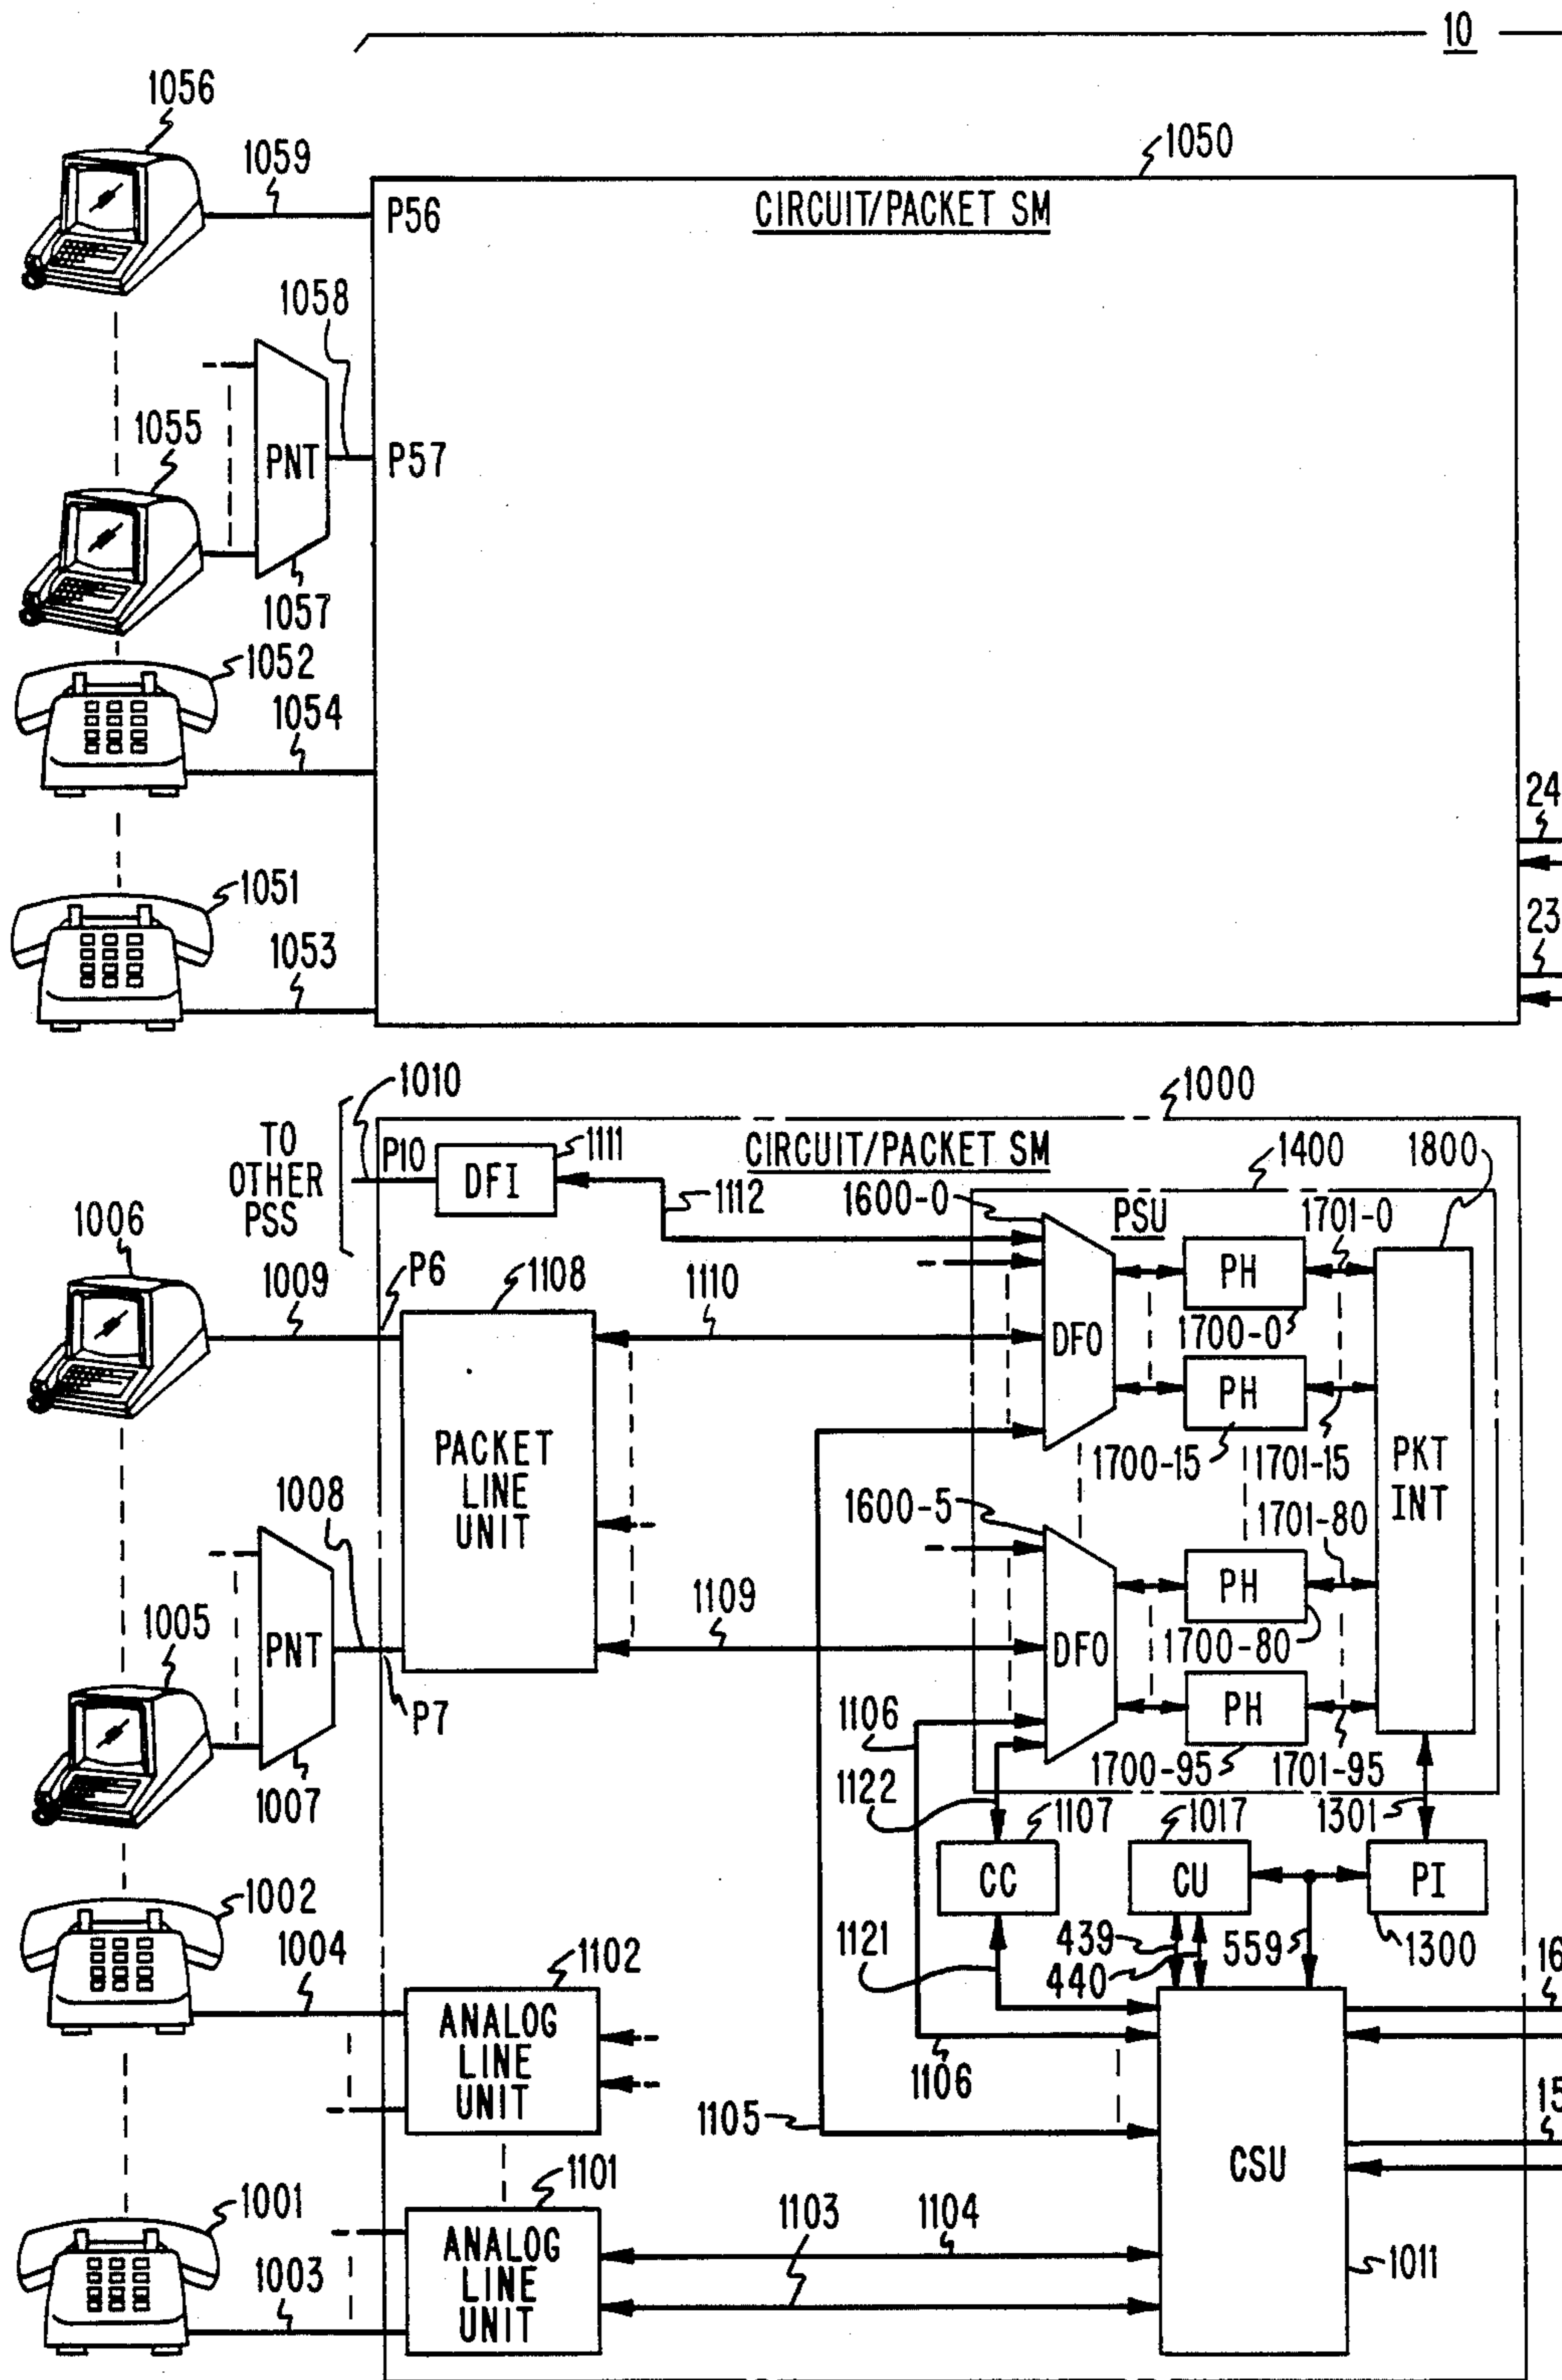 10
1056
1059
1050
P56
CIRCUIT/PACKET SM
1058
1055
PNT
P57
1057
1052
1054
24
1051
1053
23
1010
1000
TO
OTHER
PSS
P10
DFI
1111
CIRCUIT/PACKET SM
1400
1800
1112
1600-0
PSU
1701-0
1006
1009
P6
1108
1110
DFO
PH
1700-0
PH
PACKET
LINE
UNIT
1700-15
1701-15
PKT
INT
1008
1600-5
1701-80
PH
1005
PNT
1109
DFO
1700-80
P7
1106
PH
1007
1122
1700-95
1701-95
1107
1017
1301
CC
CU
PI
1002
1004
1102
1121
439
440
559
1300
16
ANALOG
LINE
UNIT
1106
15
1105
CSU
1101
1001
1003
1103
1104
ANALOG
LINE
UNIT
1011